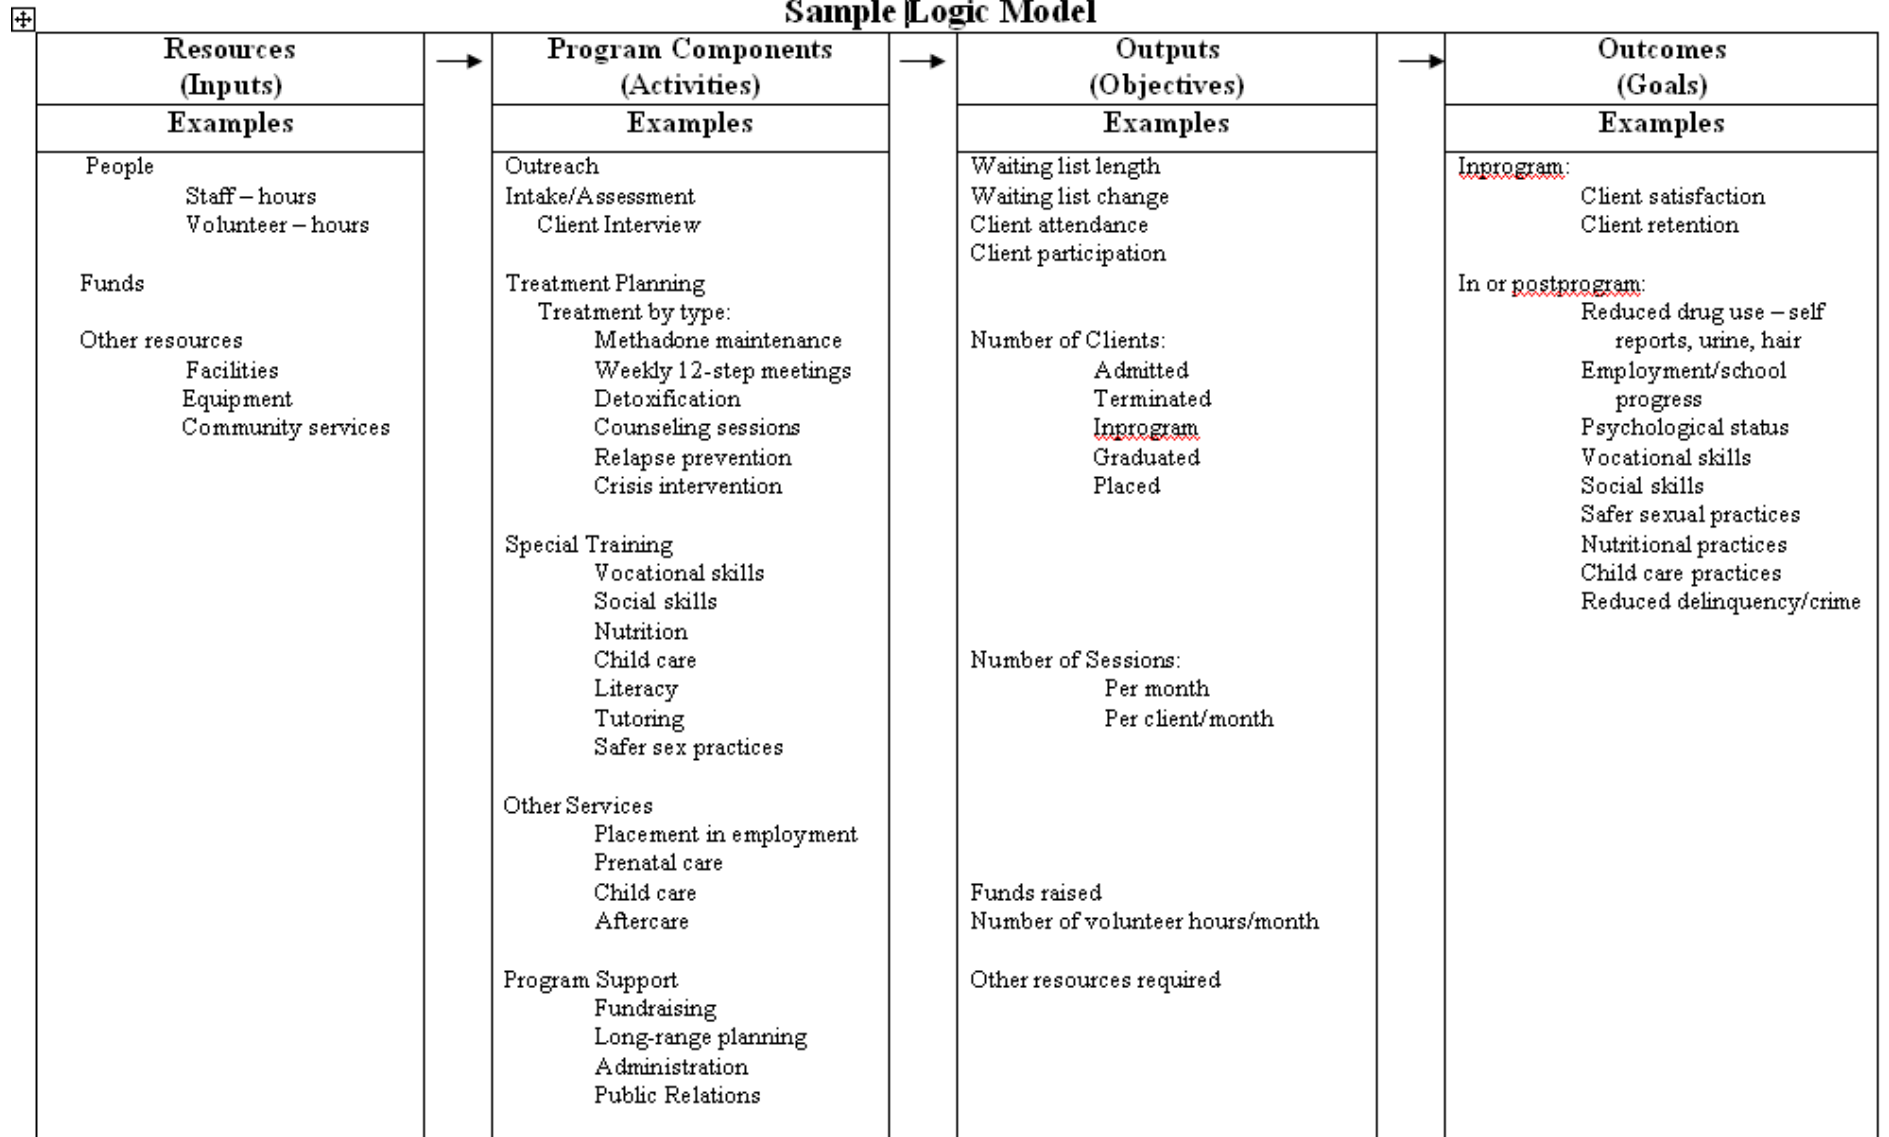 Sample Logic Model
Resources
(Inputs)
Examples
People
Staff – hours
Volunteer – hours
Funds
Other resources
Facilities
Equipment
Community services
Program Components
(Activities)
Examples
Outreach
Intake/Assessment
Client Interview
Treatment Planning
Treatment by type:
Methadone maintenance
Weekly 12-step meetings
Detoxification
Counseling sessions
Relapse prevention
Crisis intervention
Special Training
Vocational skills
Social skills
Nutrition
Child care
Literacy
Tutoring
Safer sex practices
Other Services
Placement in employment
Prenatal care
Child care
Aftercare
Program Support
Fundraising
Long-range planning
Administration
Public Relations
Outputs
(Objectives)
Examples
Waiting list length
Waiting list change
Client attendance
Client participation
Number of Clients:
Admitted
Terminated
Inprogram
Graduated
Placed
Number of Sessions:
Per month
Per client/month
Funds raised
Number of volunteer hours/month
Other resources required
Outcomes
(Goals)
Examples
Inprogram:
Client satisfaction
Client retention
In or postprogram:
Reduced drug use – self
reports, urine, hair
Employment/school
progress
Psychological status
Vocational skills
Social skills
Safer sexual practices
Nutritional practices
Child care practices
Reduced delinquency/crime